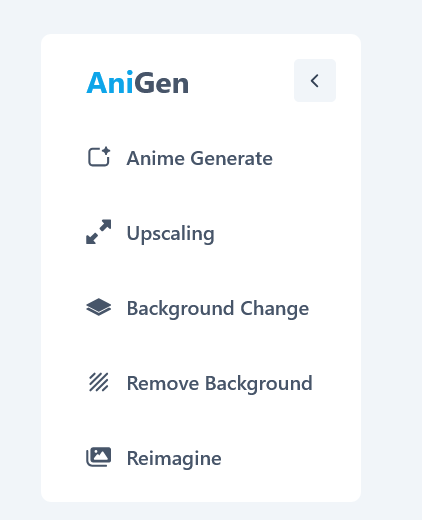 AniGen
Anime Generate
Upscaling
Background Change
Remove Background
Reimagine